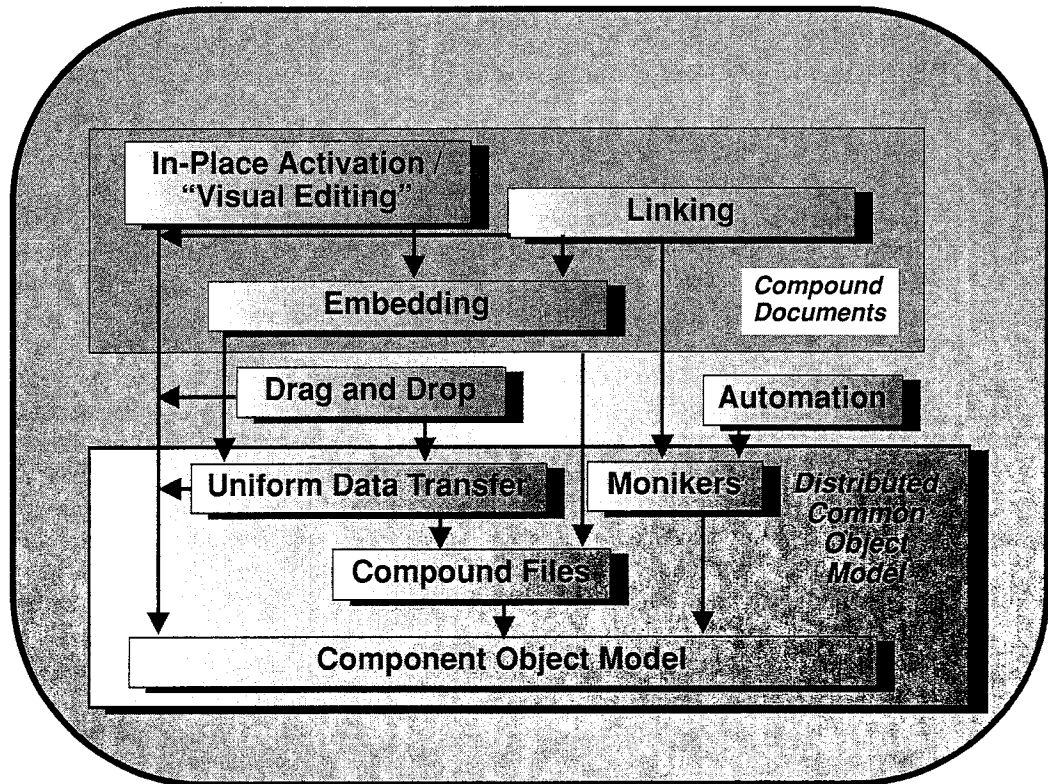 In-Place Activation /
“Visual Editing”
Linking
Embedding
Compound
Documents
Drag and Drop
Automation
Uniform Data Transfer
Monikers
Distributed
Common
Object
Model
Compound Files
Component Object Model